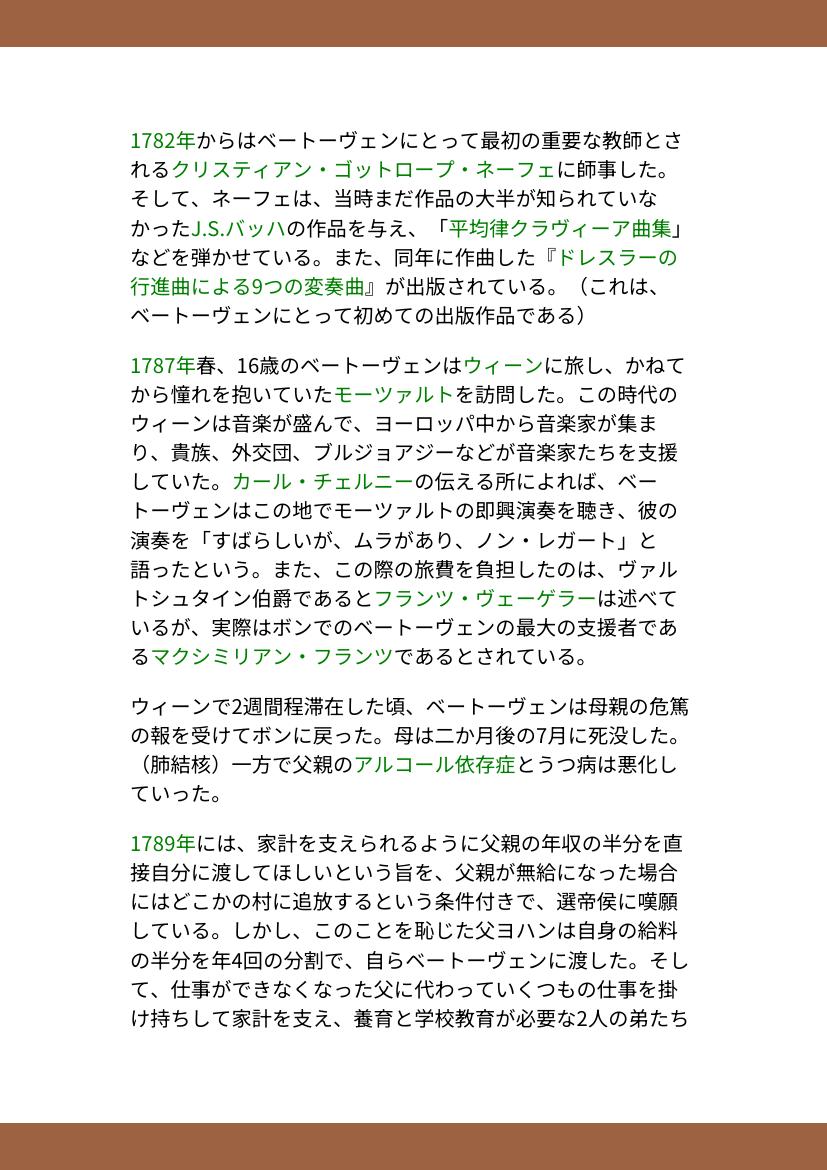 1782年からはベートーヴェンにとって最初の重要な教師とさ
れるクリスティアン・ゴットロープ・ネーフェに師事した。
そして、ネーフェは、当時まだ作品の大半が知られていな
かったJ.S.バッハの作品を与え、「平均律クラヴィーア曲集」
などを弾かせている。また、同年に作曲した『ドレスラーの
行進曲による9つの変奏曲』が出版されている。（これは、
ベートーヴェンにとって初めての出版作品である）
1787年春、16歳のベートーヴェンはウィーンに旅し、かねて
から憧れを抱いていたモーツァルトを訪問した。この時代の
ウィーンは音楽が盛んで、ヨーロッパ中から音楽家が集ま
り、貴族、外交団、ブルジョアジーなどが音楽家たちを支援
していた。カール・チェルニーの伝える所によれば、ベー
トーヴェンはこの地でモーツァルトの即興演奏を聴き、彼の
演奏を「すばらしいが、ムラがあり、ノン・レガート」と
語ったという。また、この際の旅費を負担したのは、ヴァル
トシュタイン伯爵であるとフランツ・ヴェーゲラーは述べて
いるが、実際はボンでのベートーヴェンの最大の支援者であ
るマクシミリアン・フランツであるとされている。
ウィーンで2週間程滞在した頃、ベートーヴェンは母親の危篤
の報を受けてボンに戻った。母は二か月後の7月に死没した。
（肺結核）一方で父親のアルコール依存症とうつ病は悪化し
ていった。
1789年には、家計を支えられるように父親の年収の半分を直
接自分に渡してほしいという旨を、父親が無給になった場合
にはどこかの村に追放するという条件付きで、選帝侯に嘆願
している。しかし、このことを恥じた父ヨハンは自身の給料
の半分を年4回の分割で、自らベートーヴェンに渡した。そし
て、仕事ができなくなった父に代わっていくつもの仕事を掛
け持ちして家計を支え、養育と学校教育が必要な2人の弟たち